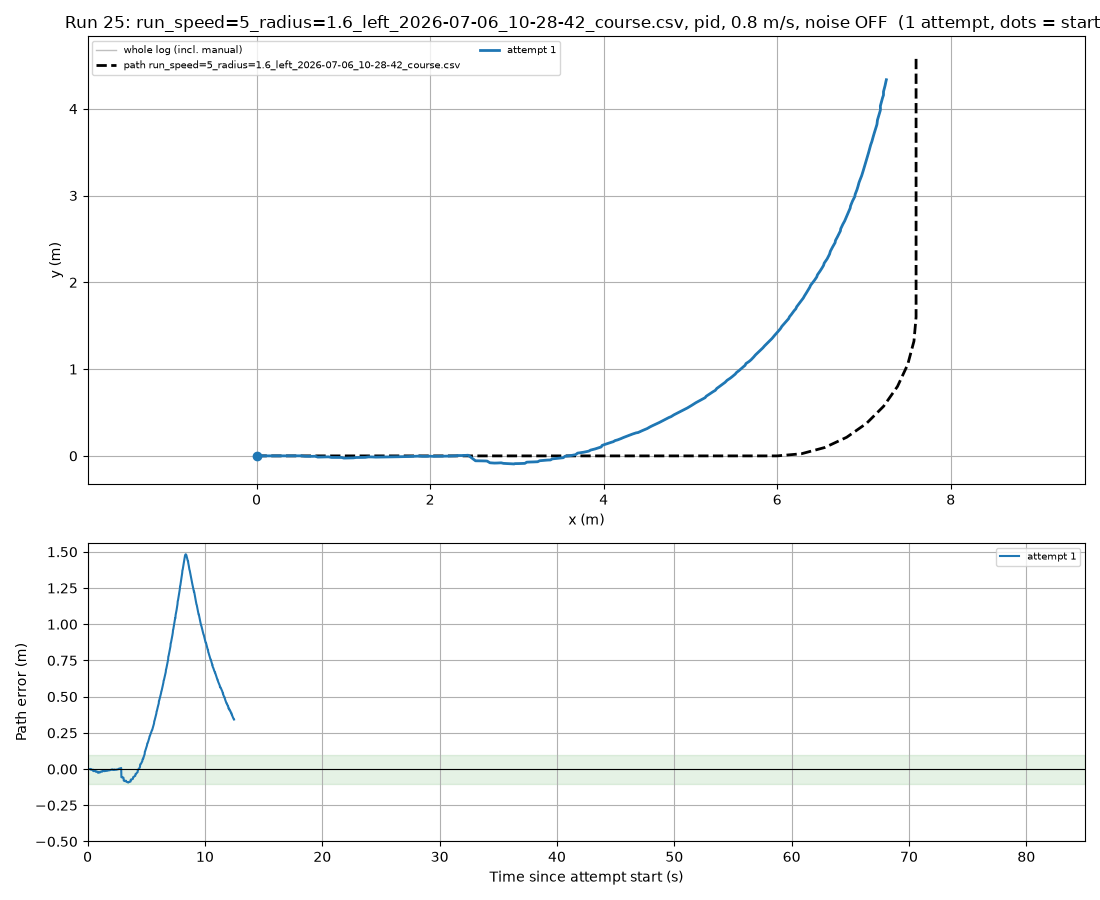 Run 25: run_speed=5_radius=1.6_left_2026-07-06_10-28-42_course.csv, pid, 0.8 m/s, noise OFF  (1 attempt, dots = start
whole log (incl. manual)
path run_speed=5_radius=1.6_left_2026-07-06_10-28-42_course.csv
attempt 1
4
3
2
1
0
y (m)
0 2 4 6 8
x (m)
attempt 1
1.50
1.25
1.00
0.75
0.50
0.25
0.00
−0.25
−0.50
Path error (m)
0 10 20 30 40 50 60 70 80
Time since attempt start (s)